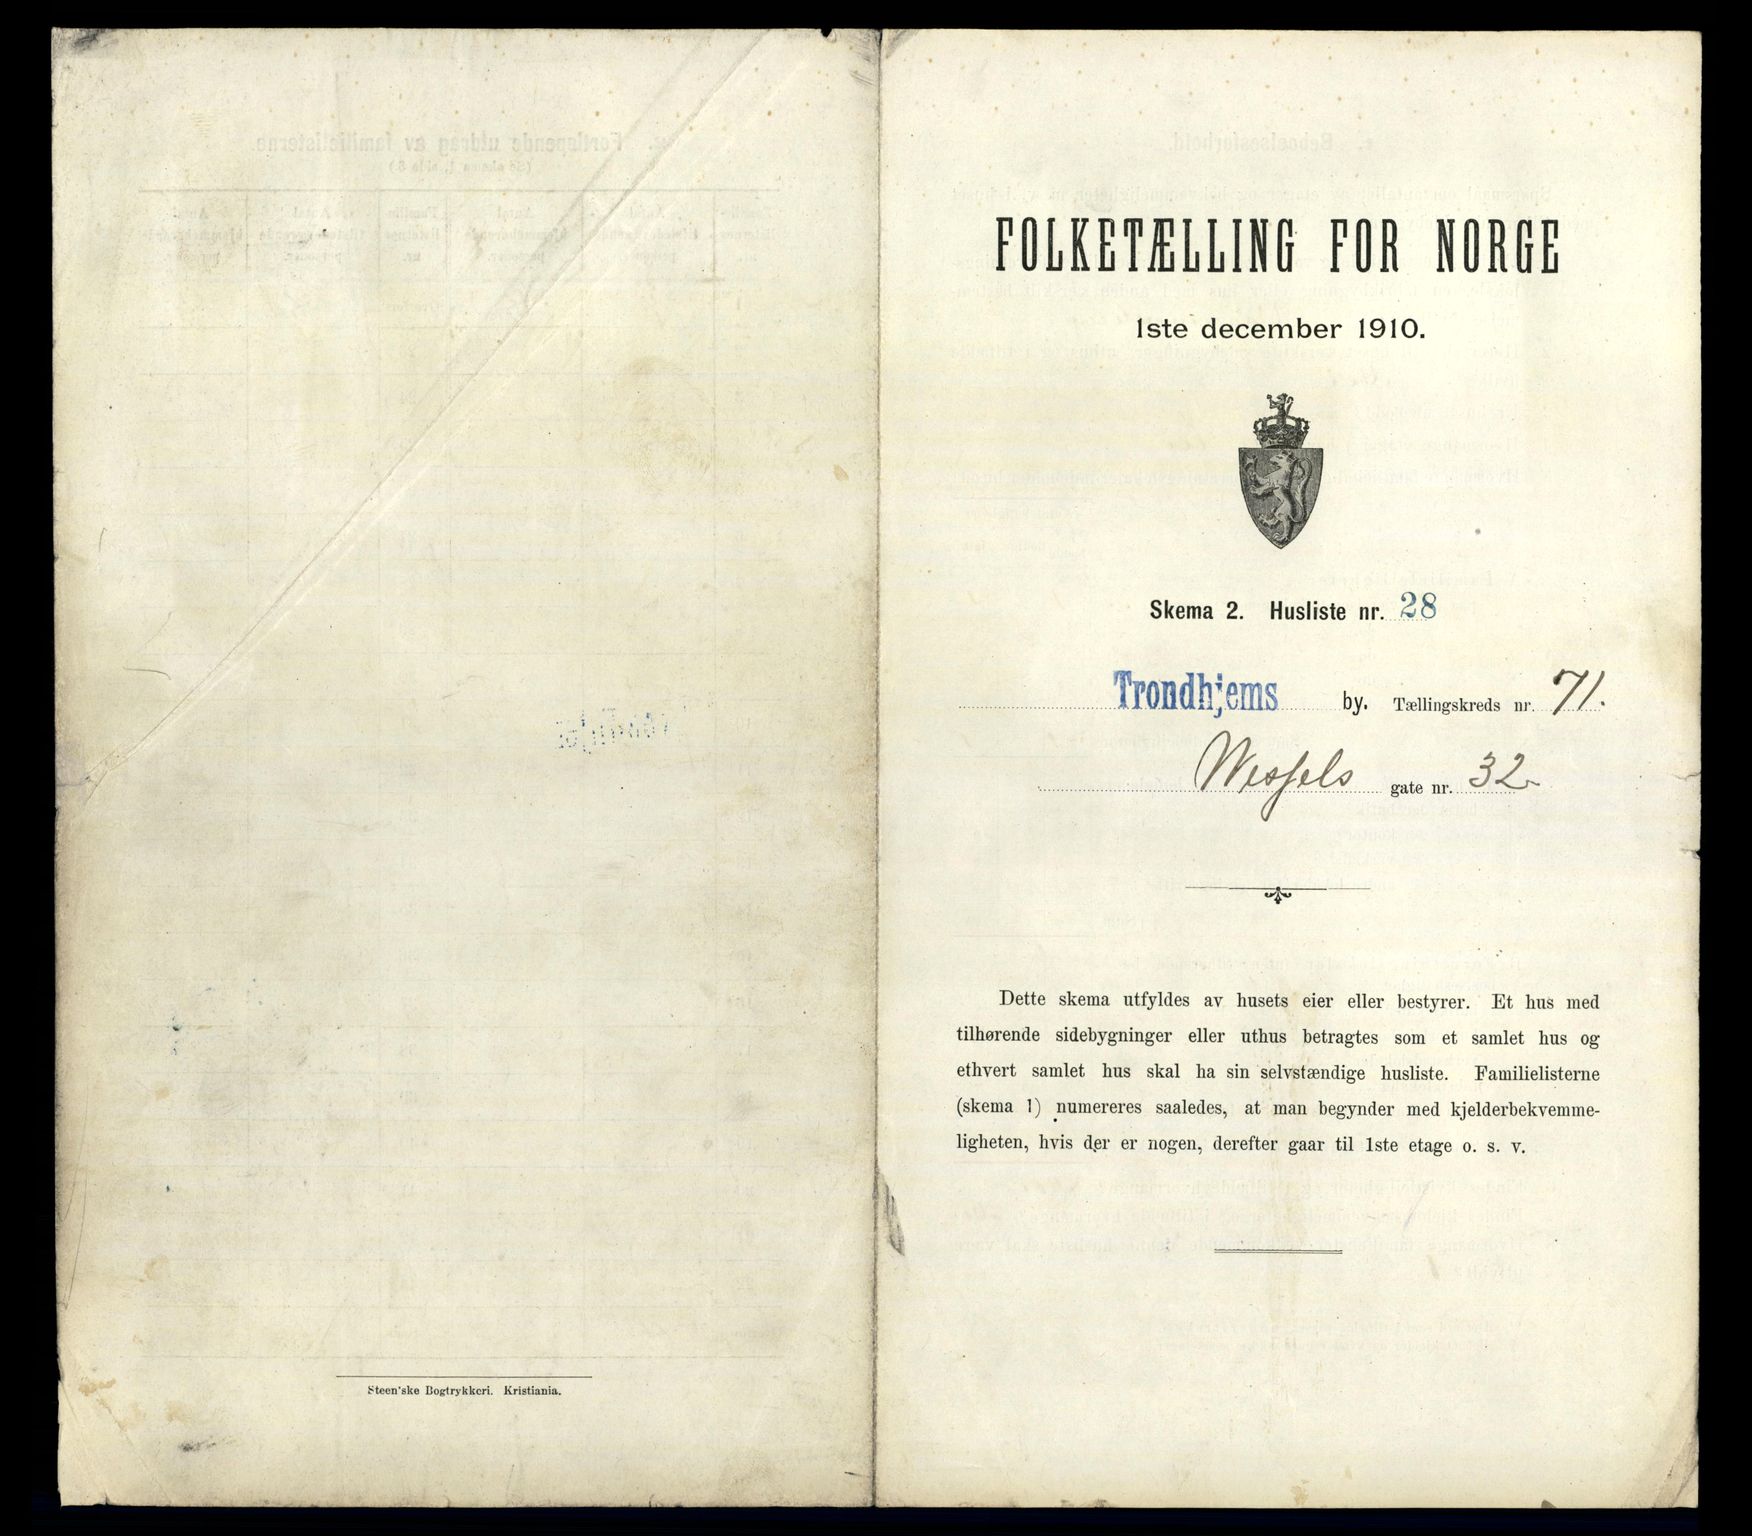 Steen'ske Bogtrykkeri. Kristiania.
FOLKETÆLLING FOR NORGE
1ste december 1910.
Skema 2. Husliste nr. 28
Trondhjems by. Tællingskreds nr. 71.
Wessels gate nr. 32
Dette skema utfyldes av husets eier eller bestyrer. Et hus med
tilhørende sidebygninger eller uthus betragtes som et samlet hus og
ethvert samlet hus skal ha sin selvstændige husliste. Familielisterne
(skema 1) numereres saaledes, at man begynder med kjelderbekvemme-
ligheten, hvis der er nogen, derefter gaar til 1ste etage o. s. v.